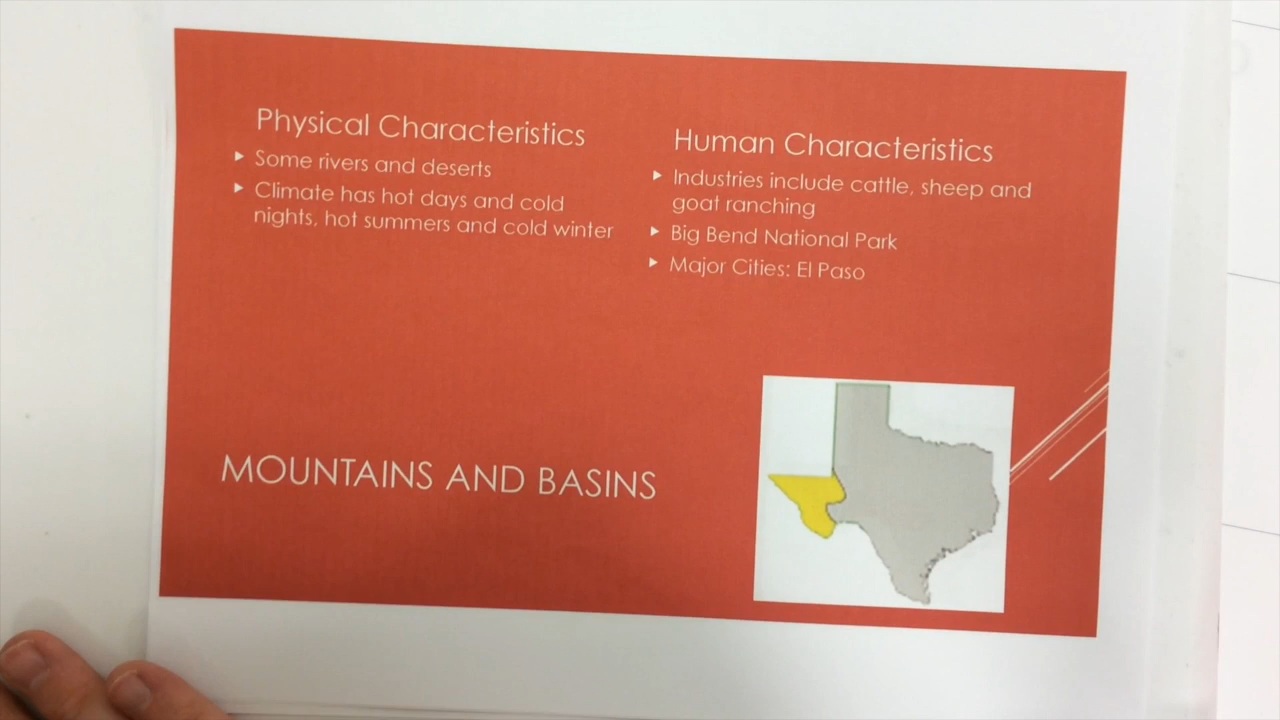 Physical Characteristics
Some rivers and deserts
Climate has hot days and cold
nights, hot summers and cold winter
Human Characteristics
Industries include cattle, sheep and
goat ranching
Big Bend National Park
Major Cities: El Paso
MOUNTAINS AND BASINS